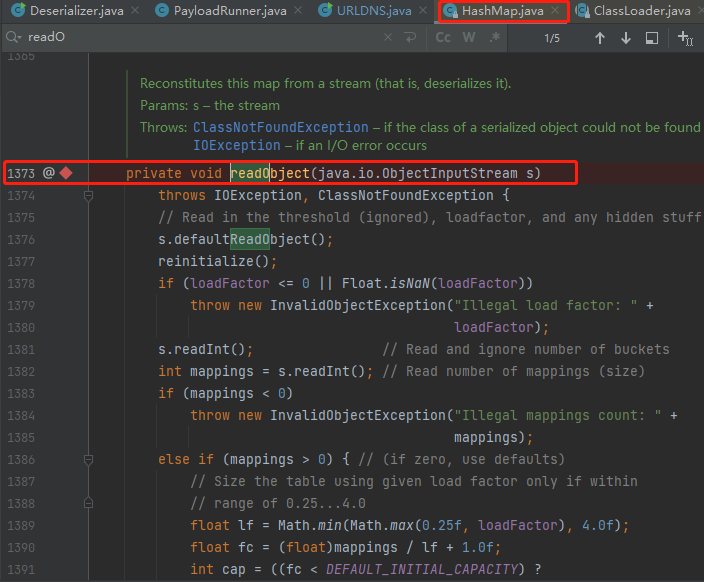 Deserializer.java PayloadRunner.java URLDNS.java HashMap.java ClassLoader.java
readO Cc W .* 1/5
1365
Reconstitutes this map from a stream (that is, deserializes it).
Params: s – the stream
Throws: ClassNotFoundException – if the class of a serialized object could not be found
IOException – if an I/O error occurs
1373 @ private void readObject(java.io.ObjectInputStream s)
1374 throws IOException, ClassNotFoundException {
1375 // Read in the threshold (ignored), loadfactor, and any hidden stuff
1376 s.defaultReadObject();
1377 reinitialize();
1378 if (loadFactor <= 0 || Float.isNaN(loadFactor))
1379 throw new InvalidObjectException("Illegal load factor: " +
1380 loadFactor);
1381 s.readInt(); // Read and ignore number of buckets
1382 int mappings = s.readInt(); // Read number of mappings (size)
1383 if (mappings < 0)
1384 throw new InvalidObjectException("Illegal mappings count: " +
1385 mappings);
1386 else if (mappings > 0) { // (if zero, use defaults)
1387 // Size the table using given load factor only if within
1388 // range of 0.25...4.0
1389 float lf = Math.min(Math.max(0.25f, loadFactor), 4.0f);
1390 float fc = (float)mappings / lf + 1.0f;
1391 int cap = ((fc < DEFAULT_INITIAL_CAPACITY) ?